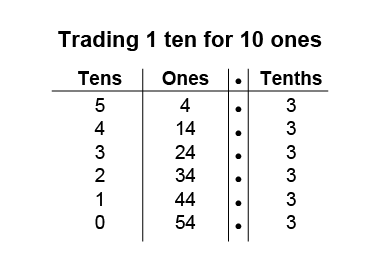 Trading 1 ten for 10 ones
Tens Ones . Tenths
5 4 . 3
4 14 . 3
3 24 . 3
2 34 . 3
1 44 . 3
0 54 . 3